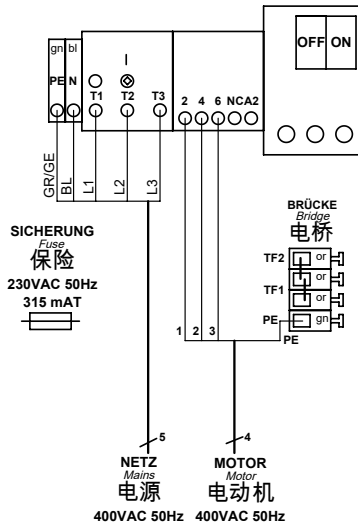 OFF ON
gn bl
I
PE N
T1 T2 T3
2 4 6 NC A2
GR/GE
BL
L1
L2
L3
SICHERUNG
Fuse
保险
230VAC 50Hz
315 mAT
BRÜCKE
Bridge
电桥
TF2 or
TF1 or
PE gn
1 2 3
PE
5
NETZ
Mains
电源
400VAC 50Hz
4
MOTOR
Motor
电动机
400VAC 50Hz